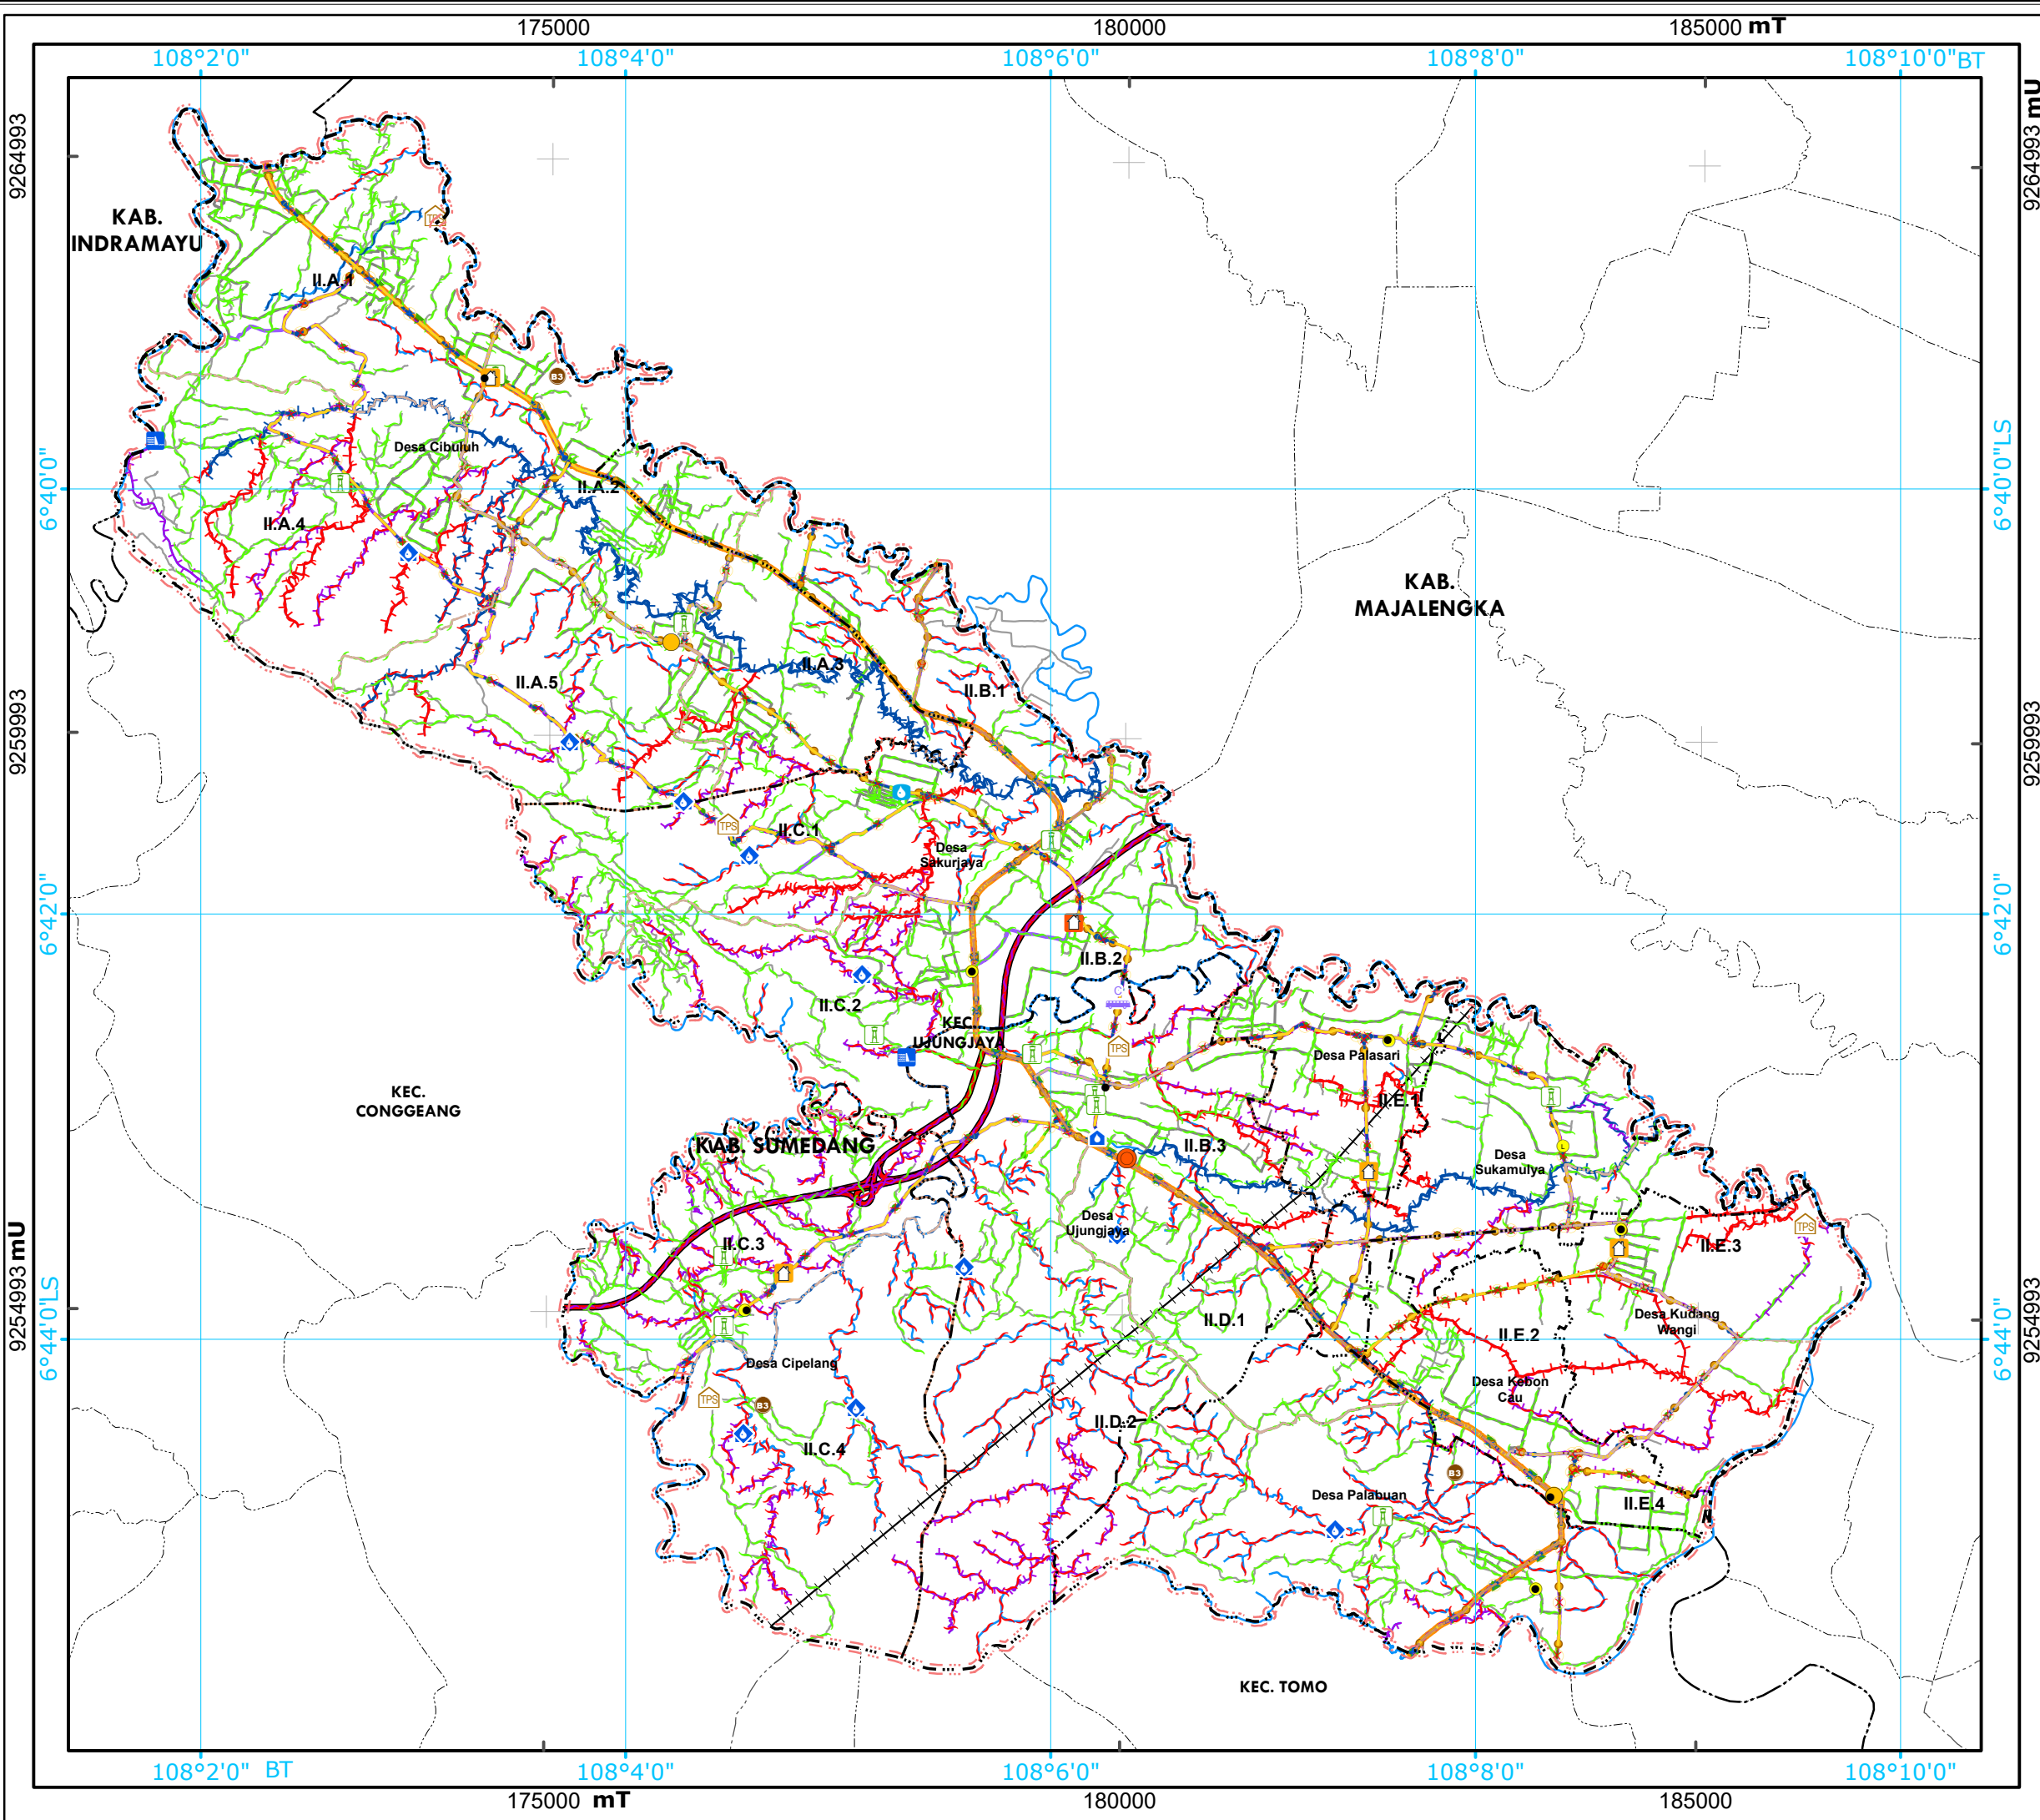 175000
180000
185000 mT
108°2'0"
108°4'0"
108°6'0"
108°8'0"
108°10'0"BT
9264993
9264993 mU
KAB.
INDRAMAYU
TPS
II.A.1
B3
Desa Cibuluh
6°40'0"
6°40'0"LS
II.A.2
II.A.4
KAB.
MAJALENGKA
II.A.3
II.A.5
II.B.1
9259993
9259993
TPS
II.C.1
Desa
Sakurjaya
6°42'0"
6°42'0"
II.B.2
C
II.C.2
KEC.
UJUNGJAYA
TPS
Desa Palasari
KEC.
CONGGEANG
II.E.1
KAB. SUMEDANG
II.B.3
L
Desa
Sukamulya
Desa
Ujungjaya
TPS
II.C.3
II.E.3
9254993 mU
9254993
6°44'0"LS
6°44'0"
II.D.1
Desa Kudang
Wangi
II.E.2
Desa Cipelang
Desa Kebon
Cau
TPS
B3
II.D.2
II.C.4
B3
Desa Palabuan
II.E.4
KEC. TOMO
108°2'0" BT
108°4'0"
108°6'0"
108°8'0"
108°10'0"
175000 mT
180000
185000